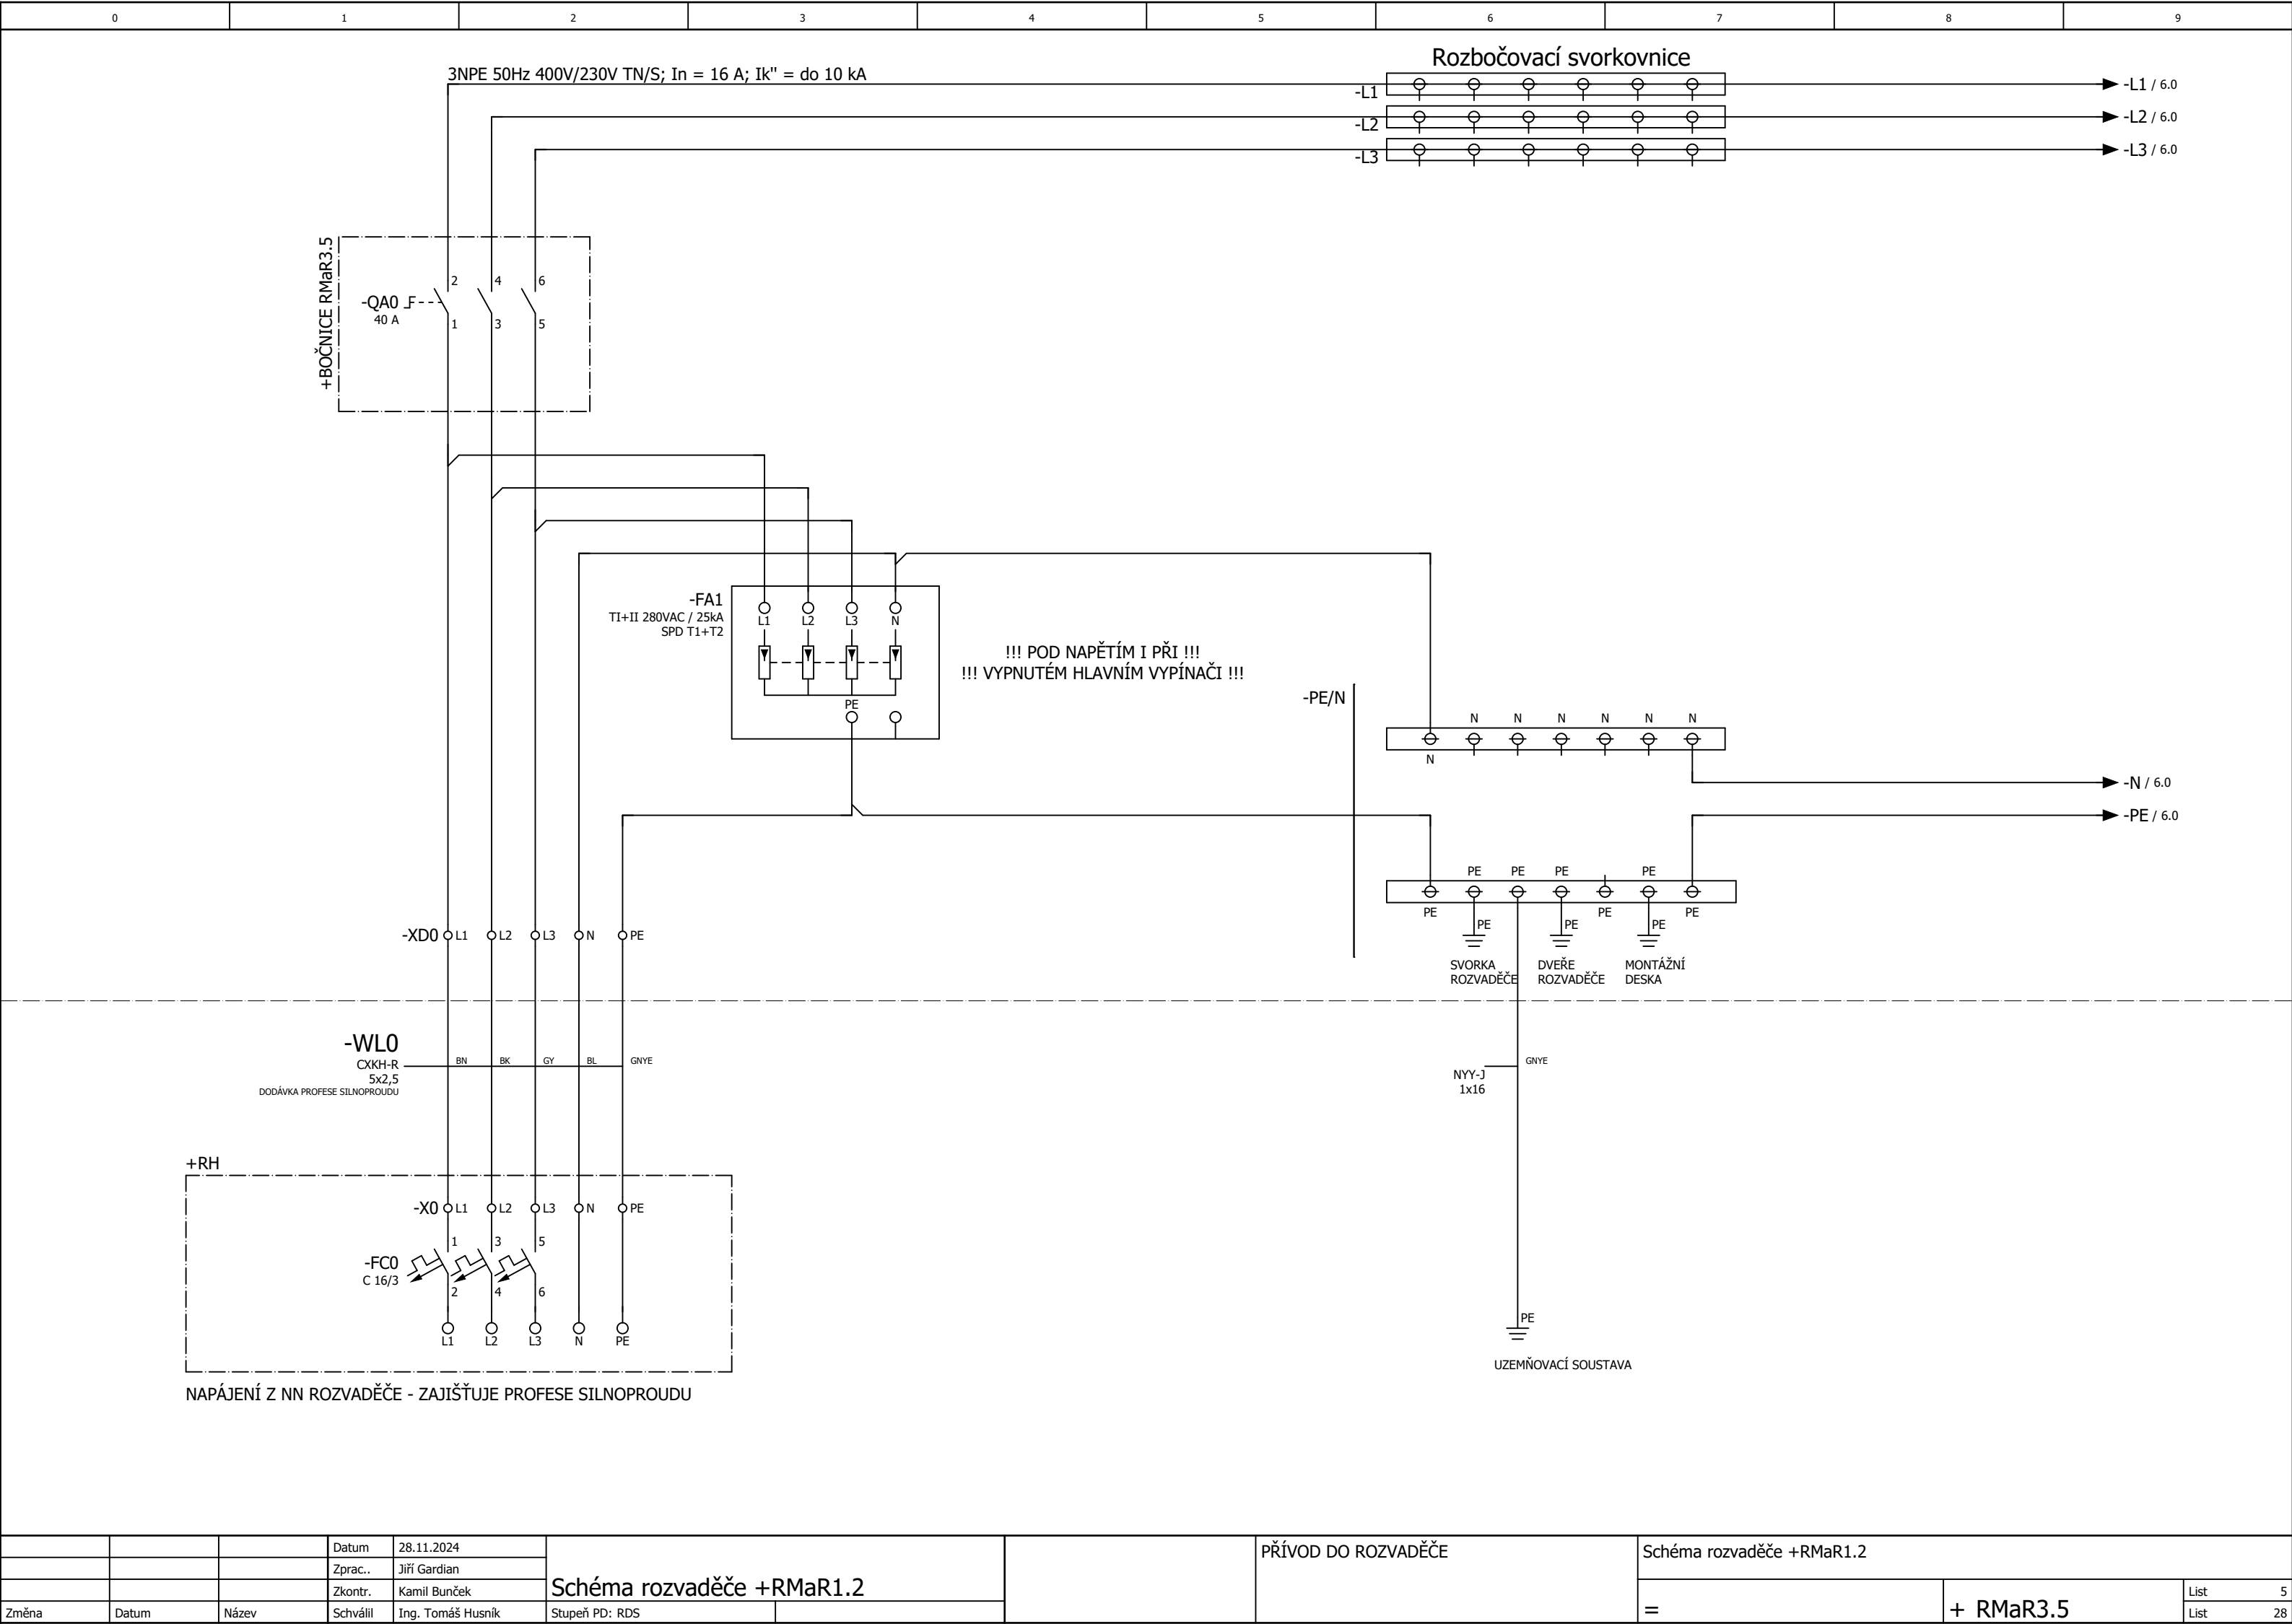 0 1 2 3 4 5 6 7 8 9
Rozbočovací svorkovnice
3NPE 50Hz 400V/230V TN/S; In = 16 A; Ik'' = do 10 kA
-L1
-L1 / 6.0
-L2
-L2 / 6.0
-L3
-L3 / 6.0
+BOČNICE RMaR3.5
2 4 6
-QA0
40 A
1 3 5
-FA1
TI+II 280VAC / 25kA
SPD T1+T2
L1 L2 L3 N
PE
!!! POD NAPĚTÍM I PŘI !!!
!!! VYPNUTÉM HLAVNÍM VYPÍNAČI !!!
-PE/N
N N N N N N
N
-N / 6.0
-PE / 6.0
PE PE PE PE
PE PE PE
PE PE PE
SVORKA
ROZVADĚČE
DVEŘE
ROZVADĚČE
MONTÁŽNÍ
DESKA
-XD0 L1 L2 L3 N PE
-WL0
CXKH-R
5x2,5
DODÁVKA PROFESE SILNOPROUDU
BN BK GY BL GNYE
NYY-J
1x16
GNYE
+RH
-X0 L1 L2 L3 N PE
1 3 5
-FC0
C 16/3
2 4 6
L1 L2 L3 N PE
PE
UZEMŇOVACÍ SOUSTAVA
NAPÁJENÍ Z NN ROZVADĚČE - ZAJIŠŤUJE PROFESE SILNOPROUDU
Datum 28.11.2024
Zprac.. Jiří Gardian
Zkontr. Kamil Bunček
Změna Datum Název Schválil Ing. Tomáš Husník
Schéma rozvaděče +RMaR1.2
Stupeň PD: RDS
PŘÍVOD DO ROZVADĚČE
Schéma rozvaděče +RMaR1.2
=
+ RMaR3.5
List 5
List 28